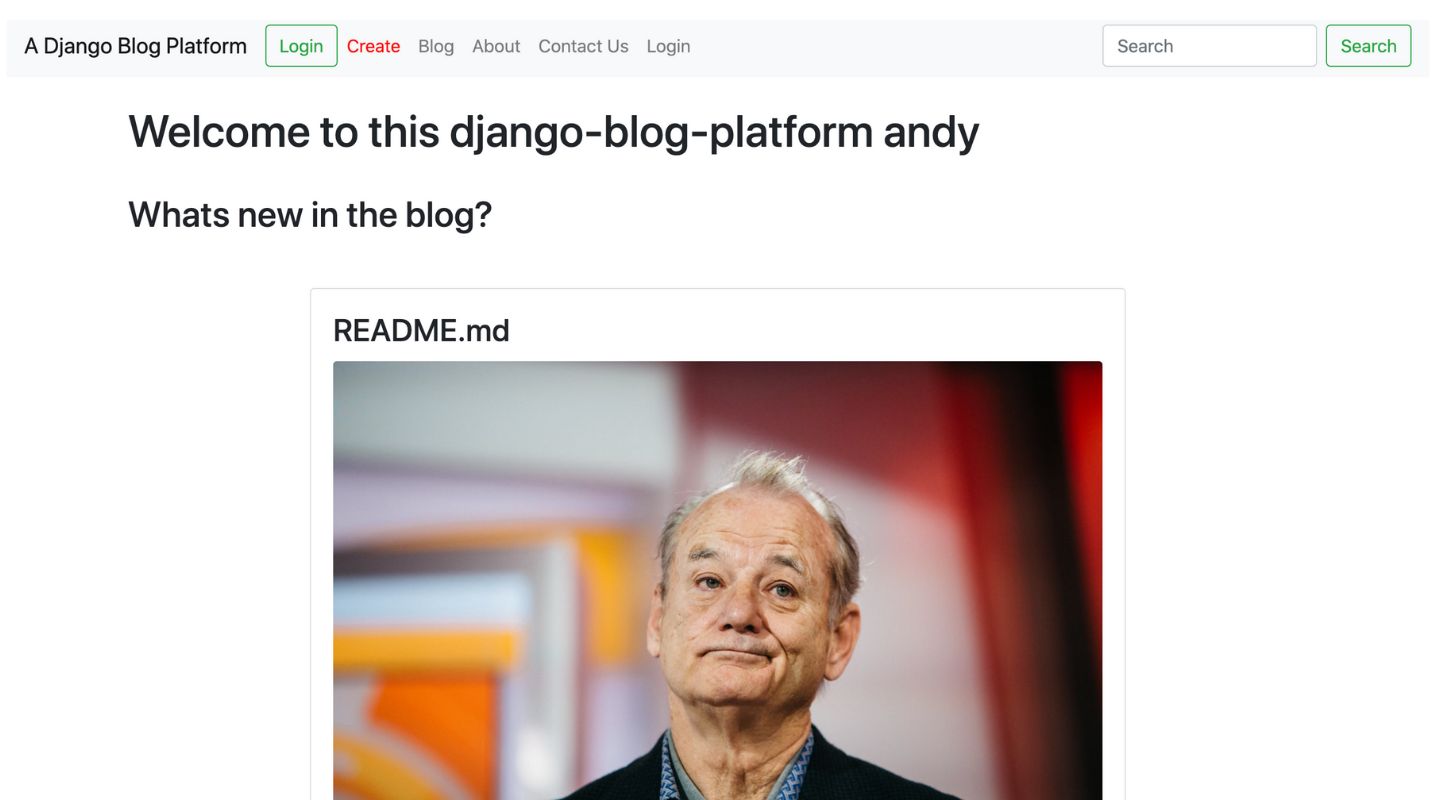 A Django Blog Platform Login Create Blog About Contact Us Login Search Search
Welcome to this django-blog-platform andy
Whats new in the blog?
README.md